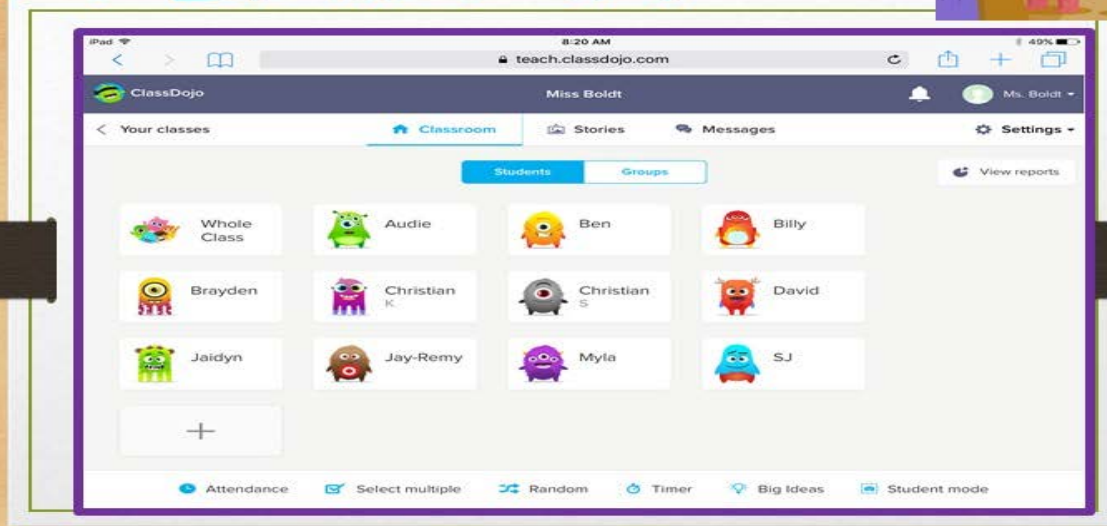 iPad 8:20 AM 49%
teach.classdojo.com
ClassDojo Miss Boldt Ms. Boldt
Your classes Classroom Stories Messages Settings
Students Groups View reports
Whole Class
Audie
Ben
Billy
Brayden
Christian
K
Christian
S
David
Jaidyn
Jay-Remy
Myla
SJ
+
Attendance Select multiple Random Timer Big Ideas Student mode